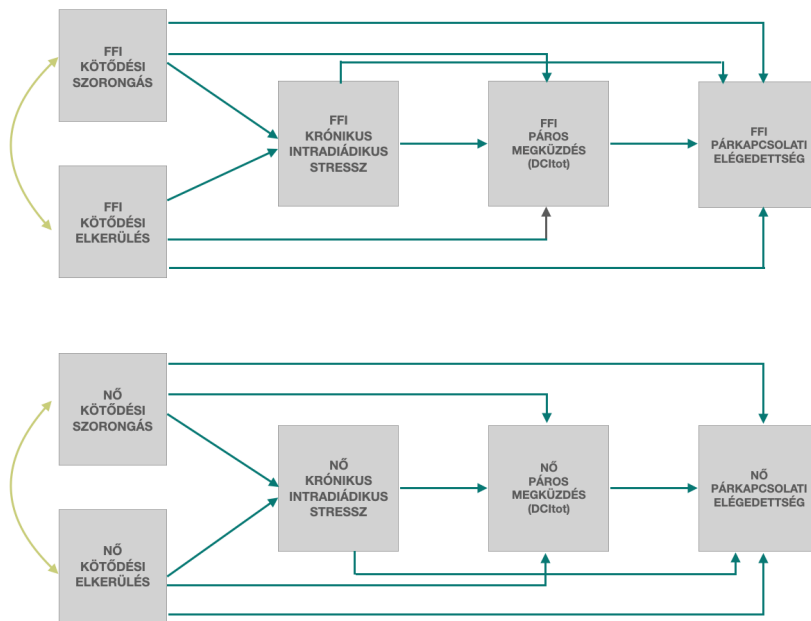 FFI
KÖTŐDÉSI
SZORONGÁS
FFI
KRÓNIKUS
INTRADIÁDIKUS
STRESSZ
FFI
PÁROS
MEGKÜZDÉS
(DCItot)
FFI
PÁRKAPCSOLATI
ELÉGEDETTSÉG
FFI
KÖTŐDÉSI
ELKERÜLÉS
NŐ
KÖTŐDÉSI
SZORONGÁS
NŐ
KRÓNIKUS
INTRADIÁDIKUS
STRESSZ
NŐ
PÁROS
MEGKÜZDÉS
(DCItot)
NŐ
PÁRKAPCSOLATI
ELÉGEDETTSÉG
NŐ
KÖTŐDÉSI
ELKERÜLÉS